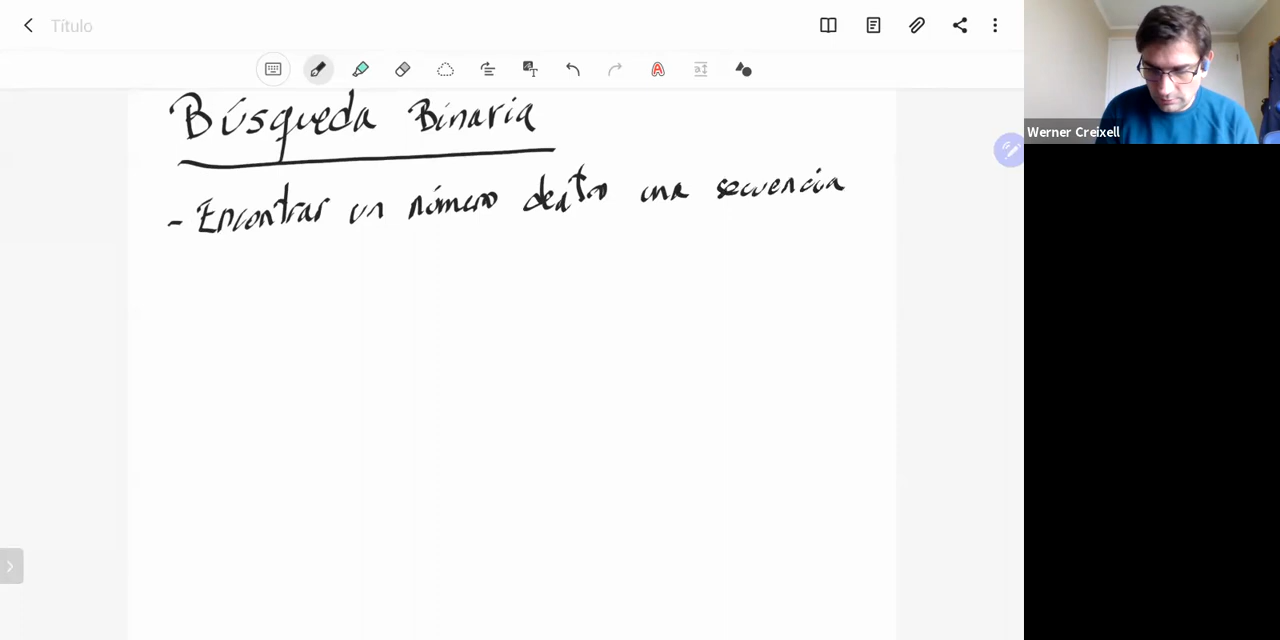 Título
Búsqueda Binaria
- Encontrar un número dentro una secuencia
Werner Creixell